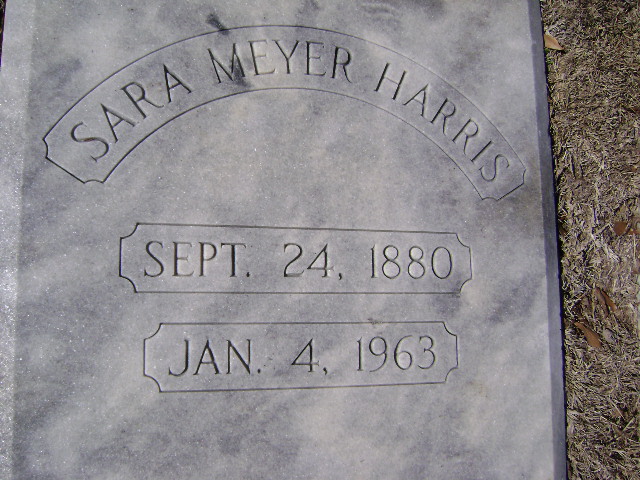 SARA MEYER HARRIS
SEPT. 24, 1880
JAN. 4, 1963